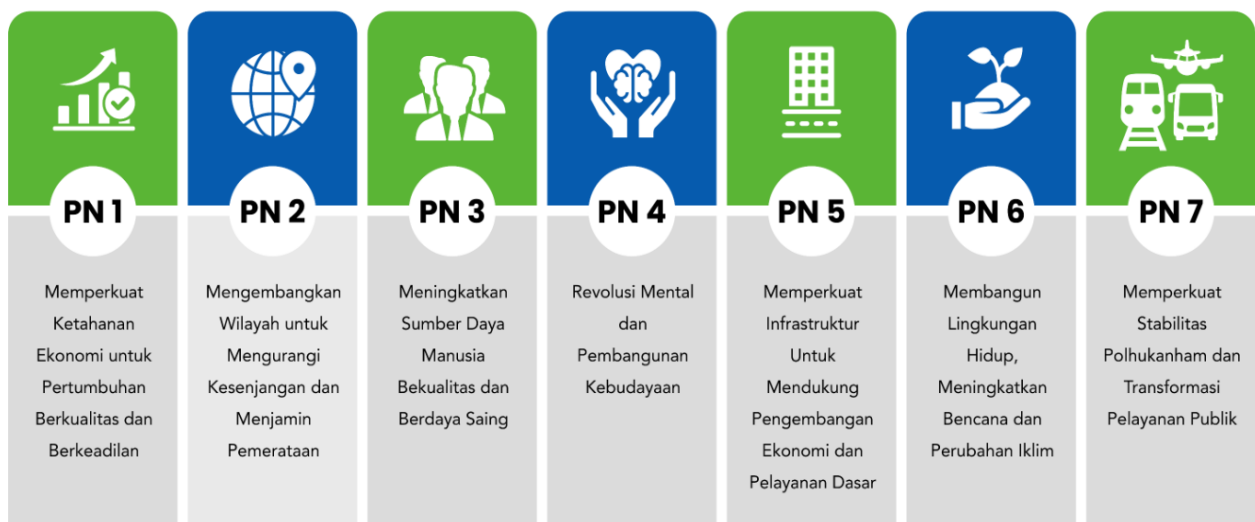 PN 1
Memperkuat
Ketahanan
Ekonomi untuk
Pertumbuhan
Berkualitas dan
Berkeadilan
PN 2
Mengembangkan
Wilayah untuk
Mengurangi
Kesenjangan dan
Menjamin
Pemerataan
PN 3
Meningkatkan
Sumber Daya
Manusia
Bekualitas dan
Berdaya Saing
PN 4
Revolusi Mental
dan
Pembangunan
Kebudayaan
PN 5
Memperkuat
Infrastruktur
Untuk
Mendukung
Pengembangan
Ekonomi dan
Pelayanan Dasar
PN 6
Membangun
Lingkungan
Hidup,
Meningkatkan
Bencana dan
Perubahan Iklim
PN 7
Memperkuat
Stabilitas
Polhukanham dan
Transformasi
Pelayanan Publik